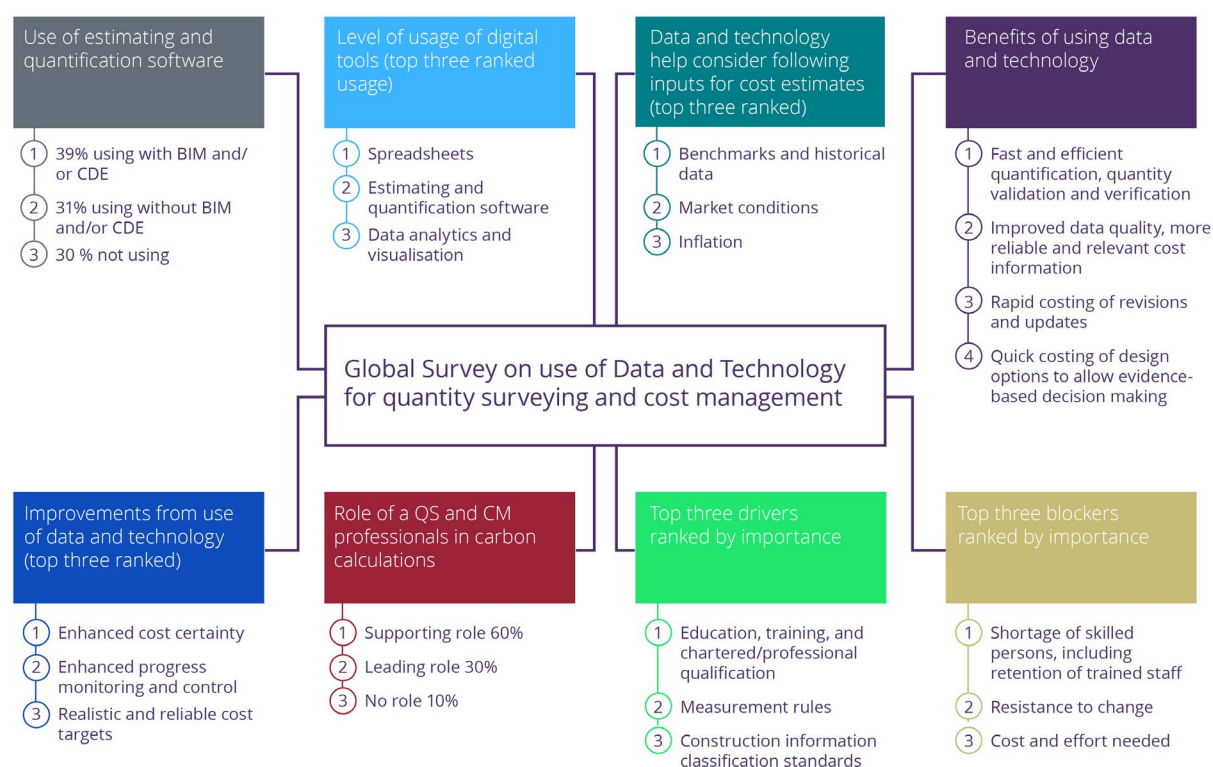 Use of estimating and
quantification software
1 39% using with BIM and/
or CDE
2 31% using without BIM
and/or CDE
3 30 % not using
Level of usage of digital
tools (top three ranked
usage)
1 Spreadsheets
2 Estimating and
quantification software
3 Data analytics and
visualisation
Data and technology
help consider following
inputs for cost estimates
(top three ranked)
1 Benchmarks and historical
data
2 Market conditions
3 Inflation
Benefits of using data
and technology
1 Fast and efficient
quantification, quantity
validation and verification
2 Improved data quality, more
reliable and relevant cost
information
3 Rapid costing of revisions
and updates
4 Quick costing of design
options to allow evidence-
based decision making
Global Survey on use of Data and Technology
for quantity surveying and cost management
Improvements from use
of data and technology
(top three ranked)
1 Enhanced cost certainty
2 Enhanced progress
monitoring and control
3 Realistic and reliable cost
targets
Role of a QS and CM
professionals in carbon
calculations
1 Supporting role 60%
2 Leading role 30%
3 No role 10%
Top three drivers
ranked by importance
1 Education, training, and
chartered/professional
qualification
2 Measurement rules
3 Construction information
classification standards
Top three blockers
ranked by importance
1 Shortage of skilled
persons, including
retention of trained staff
2 Resistance to change
3 Cost and effort needed